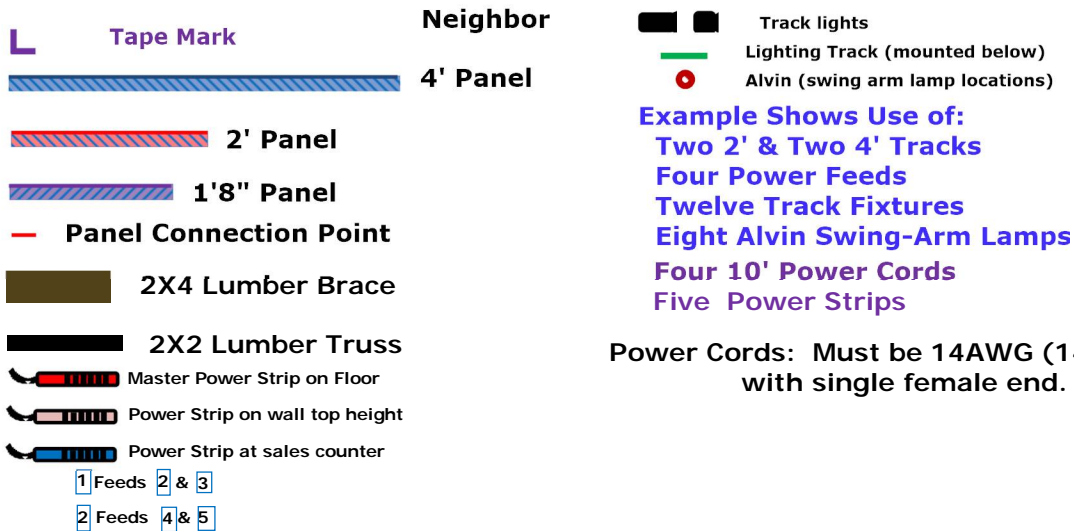 Neighbor
Tape Mark
4' Panel
2' Panel
1'8" Panel
Panel Connection Point
2X4 Lumber Brace
2X2 Lumber Truss
Master Power Strip on Floor
Power Strip on wall top height
Power Strip at sales counter
1 Feeds 2 & 3
2 Feeds 4 & 5
Track lights
Lighting Track (mounted below)
Alvin (swing arm lamp locations)
Example Shows Use of:
Two 2' & Two 4' Tracks
Four Power Feeds
Twelve Track Fixtures
Eight Alvin Swing-Arm Lamps
Four 10' Power Cords
Five Power Strips
Power Cords: Must be 14AWG
with single female end.